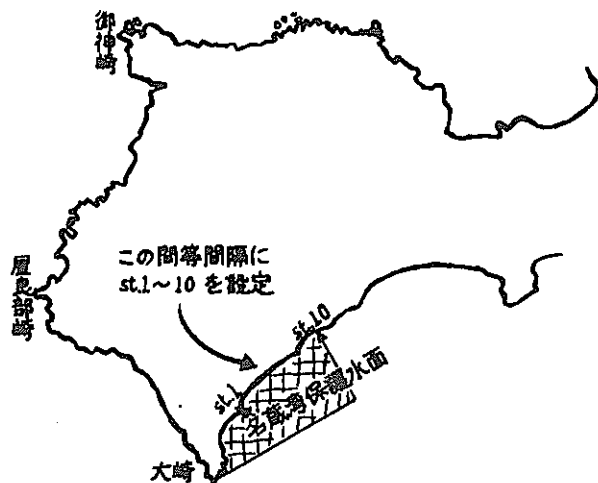 御神崎
屋良部崎
この間等間隔に
st.1～10 を設定
st.10
st.1
名蔵湾保護水面
大崎